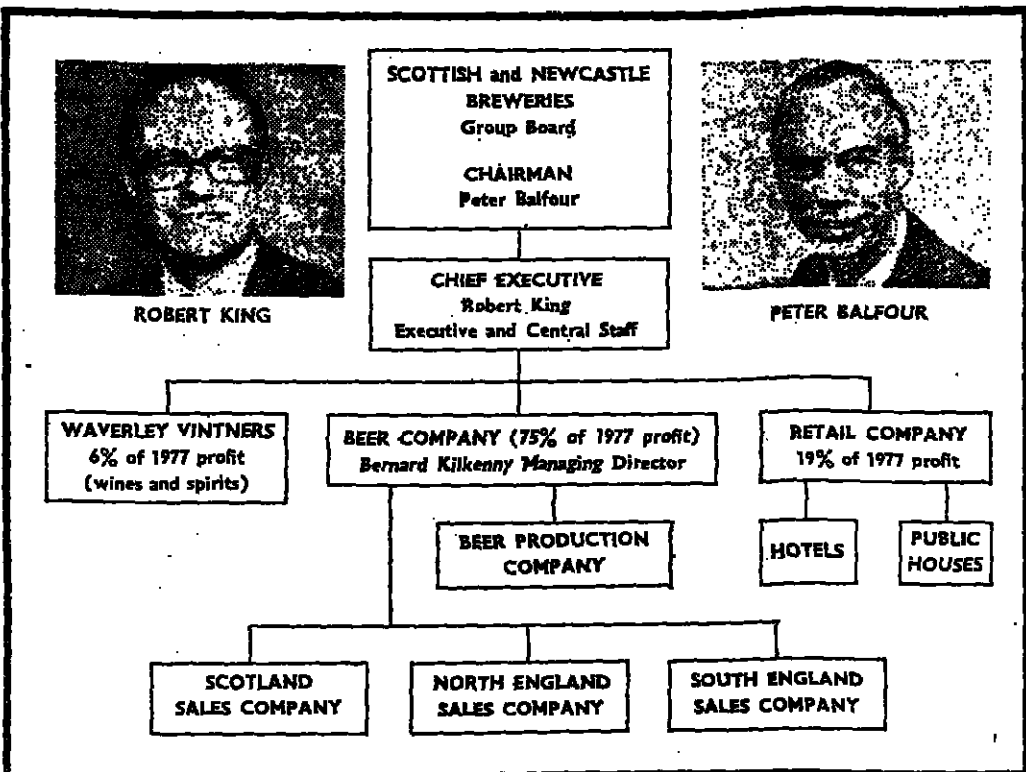 SCOTTISH and NEWCASTLE
BREWERIES
Group Board
CHAIRMAN
Peter Balfour
CHIEF EXECUTIVE
Robert King
Executive and Central Staff
ROBERT KING
PETER BALFOUR
WAVERLEY VINTNERS
6% of 1977 profit
(wines and spirits)
BEER COMPANY (75% of 1977 profit)
Bernard Kilkenny Managing Director
RETAIL COMPANY
19% of 1977 profit
BEER PRODUCTION
COMPANY
HOTELS
PUBLIC
HOUSES
SCOTLAND
SALES COMPANY
NORTH ENGLAND
SALES COMPANY
SOUTH ENGLAND
SALES COMPANY